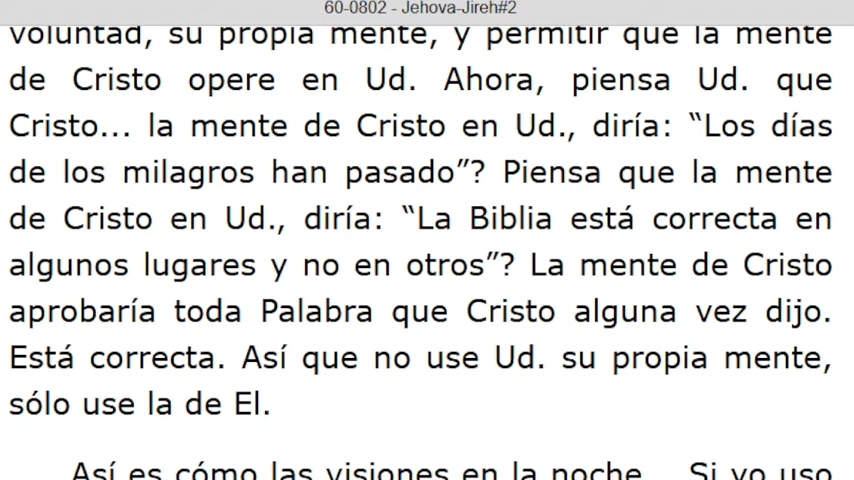 60-0802 - Jehova-Jireh#2
voluntad, su propia mente, y permitir que la mente
de Cristo opere en Ud. Ahora, piensa Ud. que
Cristo... la mente de Cristo en Ud., diría: “Los días
de los milagros han pasado”? Piensa que la mente
de Cristo en Ud., diría: “La Biblia está correcta en
algunos lugares y no en otros”? La mente de Cristo
aprobaría toda Palabra que Cristo alguna vez dijo.
Está correcta. Así que no use Ud. su propia mente,
sólo use la de El.
Así es cómo las visiones en la noche... Si yo uso